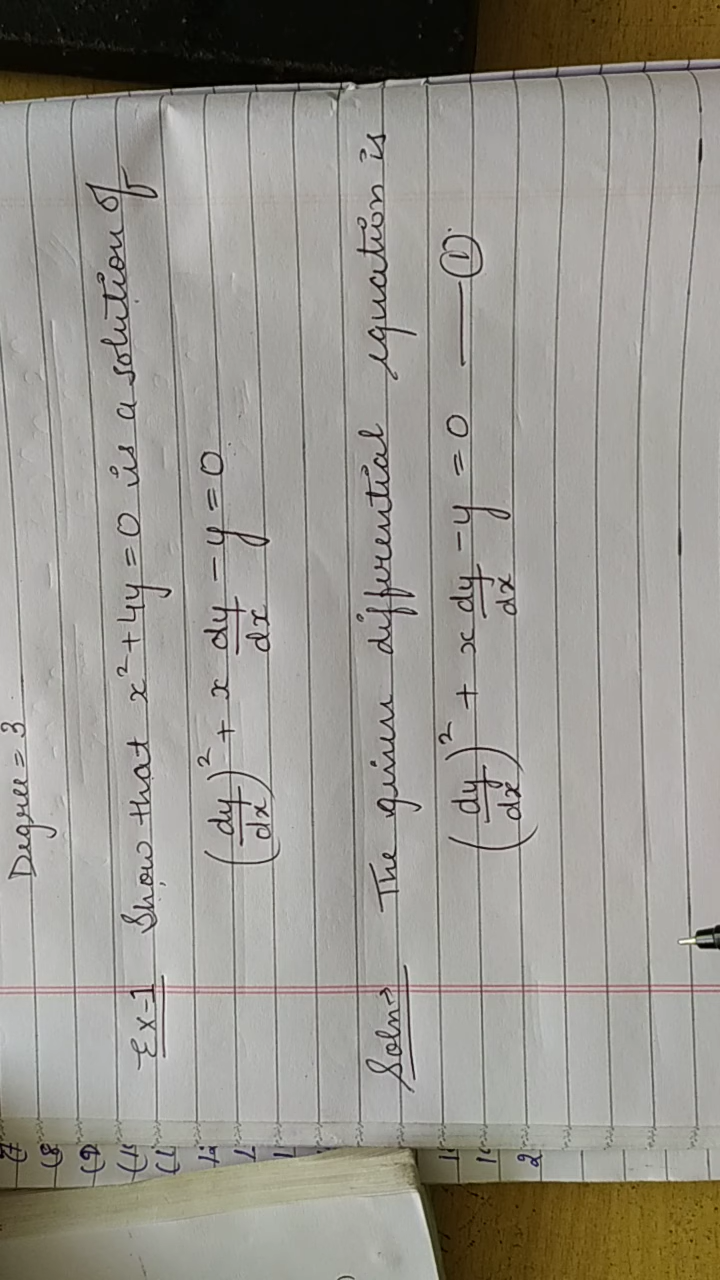 Degree = 3
Ex-1 Show that x² + 4y = 0 is a solution of
(dy/dx)² + x dy/dx - y = 0
Soln→ The given differential equation is
(dy/dx)² + x dy/dx - y = 0 —— ①